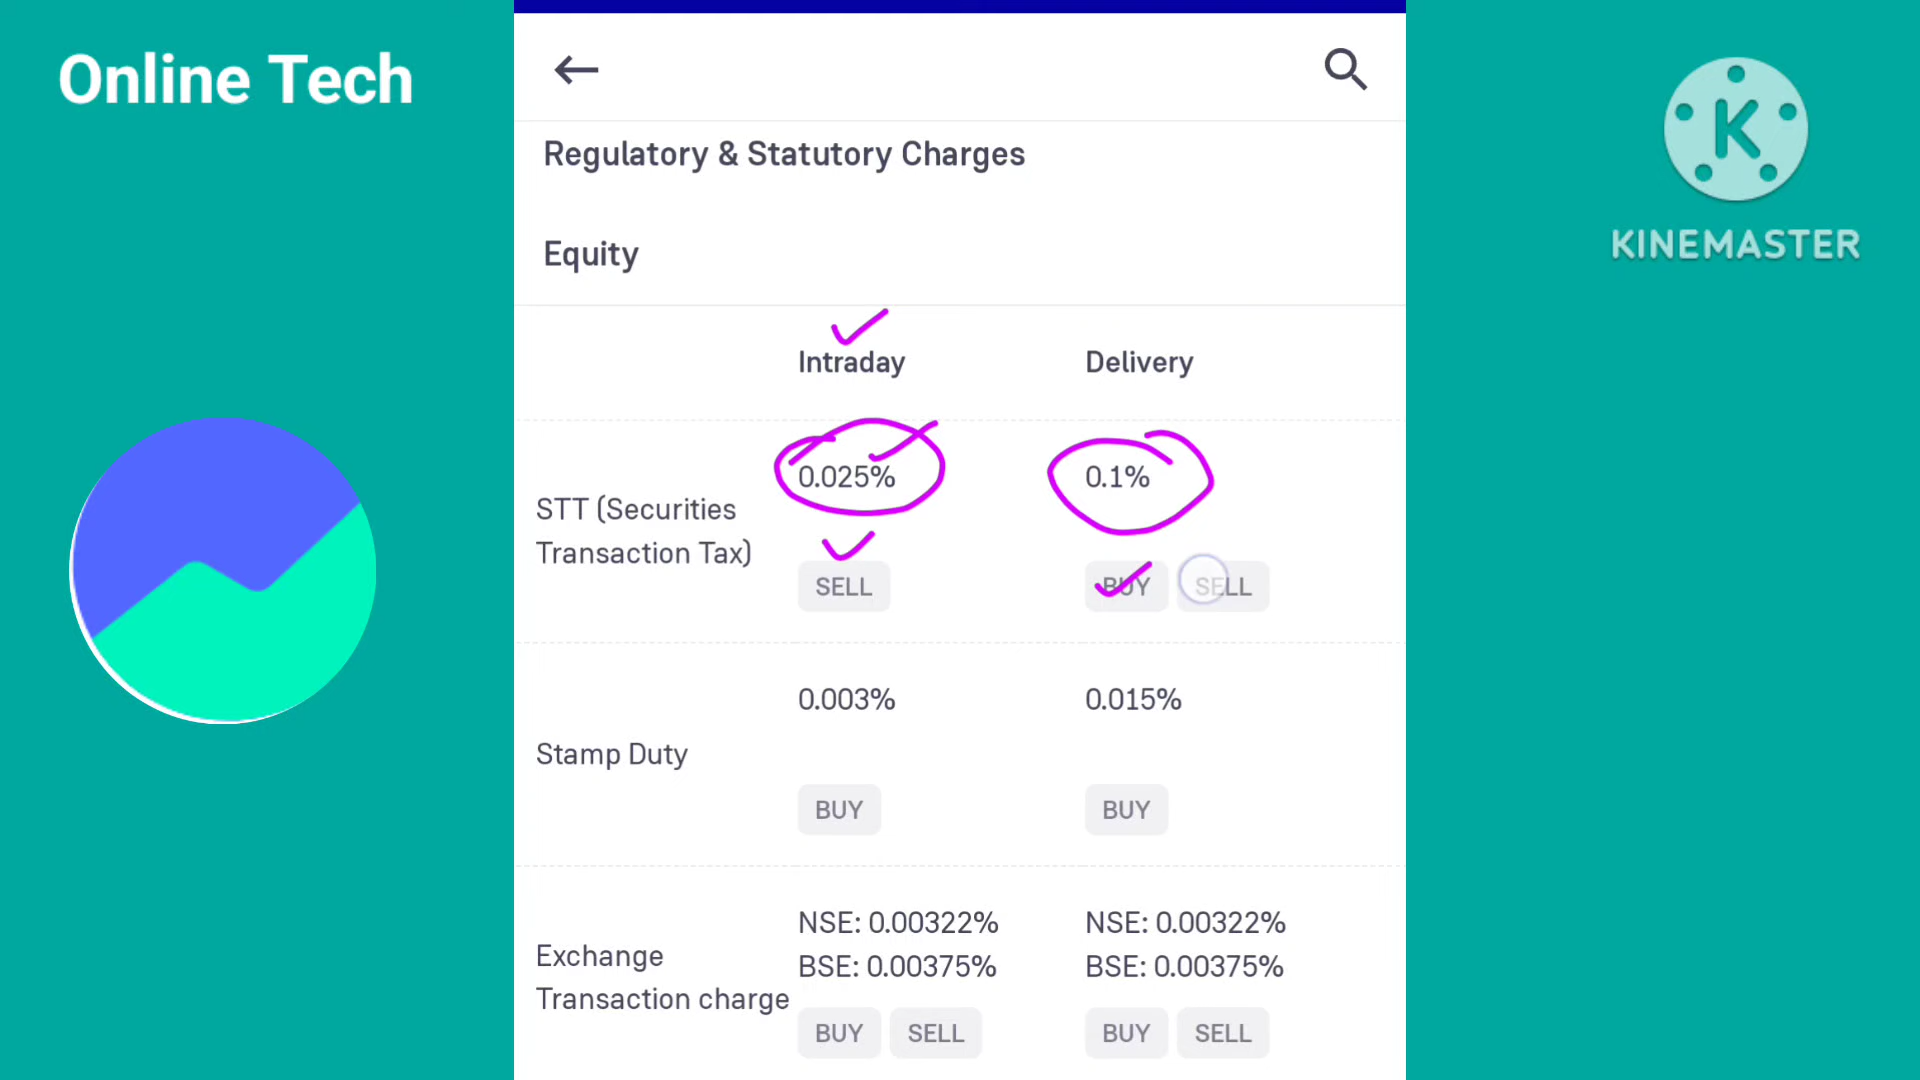 Online Tech
K
KINEMASTER
Regulatory & Statutory Charges
Equity
Intraday Delivery
STT (Securities
Transaction Tax)
0.025% 0.1%
SELL BUY SELL
Stamp Duty
0.003% 0.015%
BUY BUY
Exchange
Transaction charge
NSE: 0.00322% NSE: 0.00322%
BSE: 0.00375% BSE: 0.00375%
BUY SELL BUY SELL